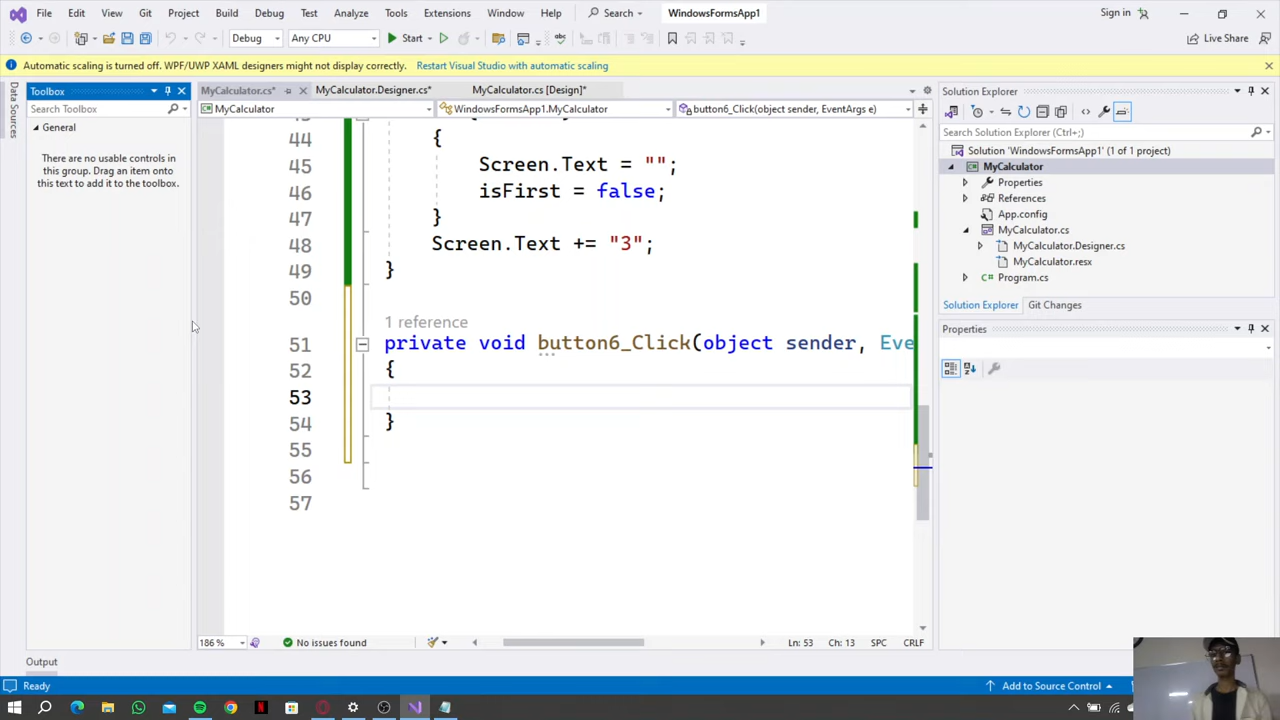 File Edit View Git Project Build Debug Test Analyze Tools Extensions Window Help Search WindowsFormsApp1 Sign in
Debug Any CPU Start Live Share
Automatic scaling is turned off. WPF/UWP XAML designers might not display correctly. Restart Visual Studio with automatic scaling
Data Sources
Toolbox
Search Toolbox
General
There are no usable controls in
this group. Drag an item onto
this text to add it to the toolbox.
MyCalculator.cs* MyCalculator.Designer.cs* MyCalculator.cs [Design]*
MyCalculator WindowsFormsApp1.MyCalculator button6_Click(object sender, EventArgs e)
44 {
45 Screen.Text = "";
46 isFirst = false;
47 }
48 Screen.Text += "3";
49 }
50
1 reference
51 private void button6_Click(object sender, Eve
52 {
53
54 }
55
56
57
186 % No issues found Ln: 53 Ch: 13 SPC CRLF
Solution Explorer
Search Solution Explorer (Ctrl+;)
Solution 'WindowsFormsApp1' (1 of 1 project)
MyCalculator
Properties
References
App.config
MyCalculator.cs
MyCalculator.Designer.cs
MyCalculator.resx
Program.cs
Solution Explorer Git Changes
Properties
Output
Ready Add to Source Control